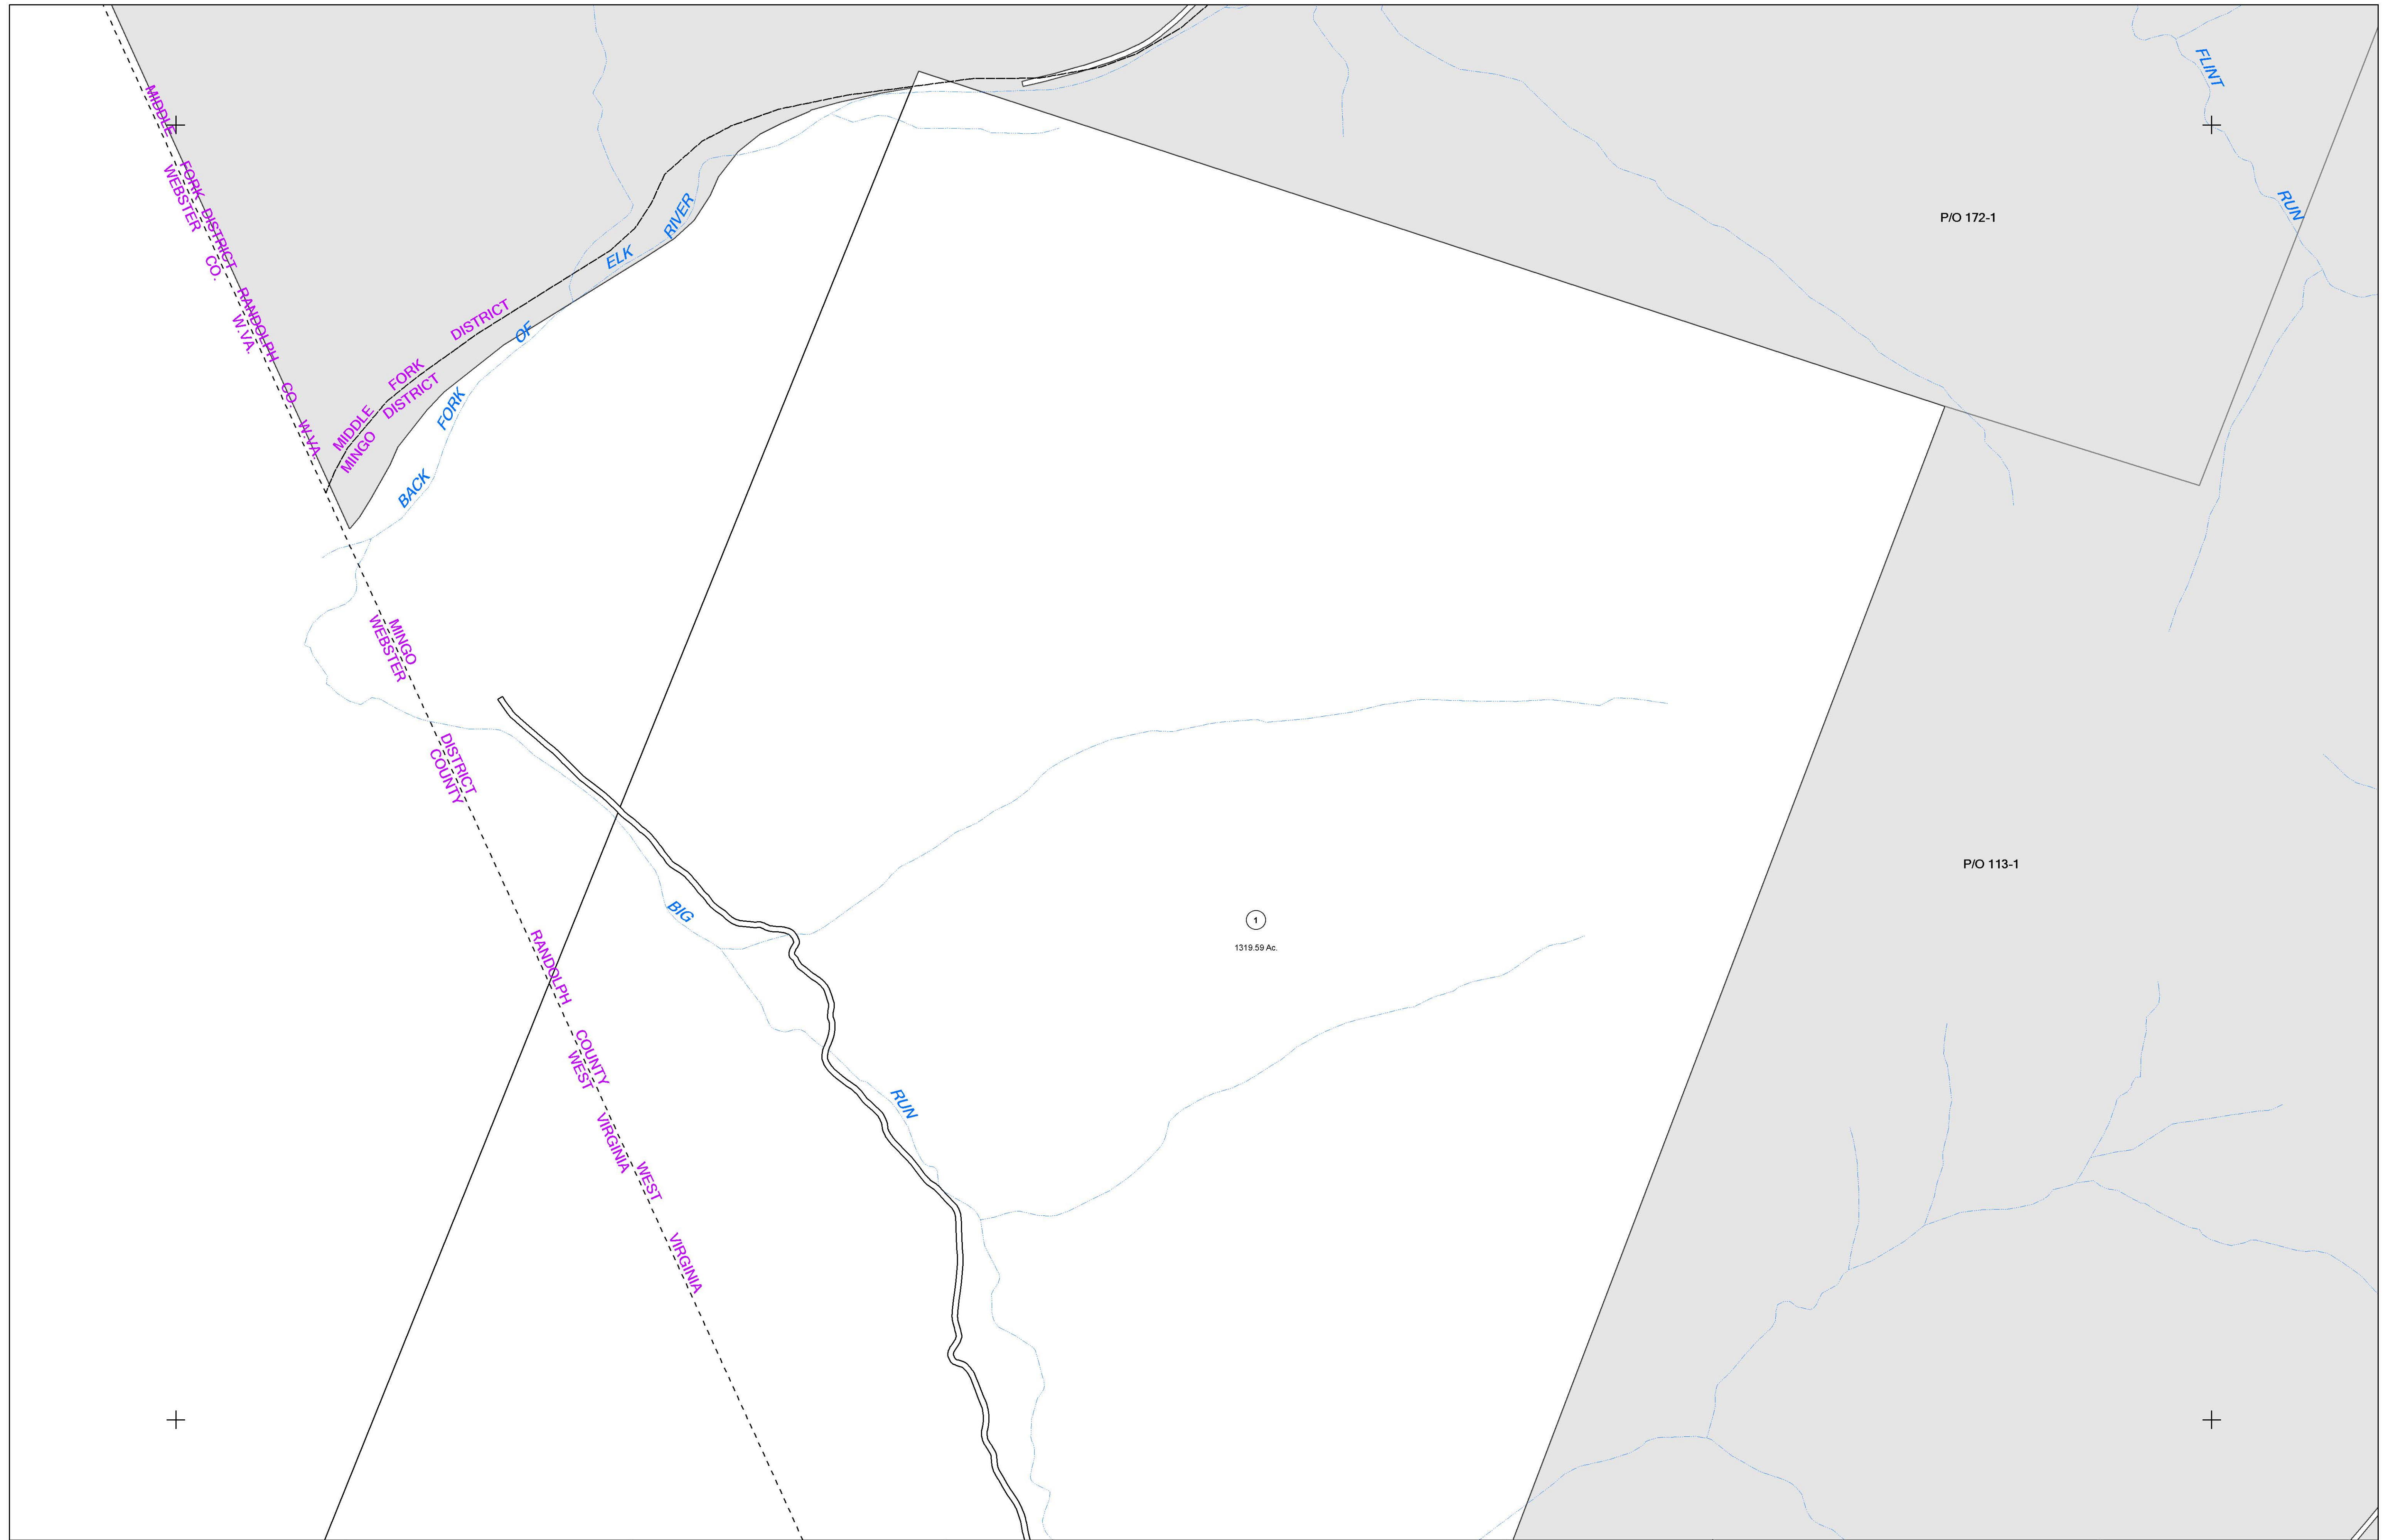 FLINT
RUN
P/O 172-1
MIDDLE FORK DISTRICT RANDOLPH CO. W.VA.
WEBSTER CO. W.VA.
MIDDLE FORK DISTRICT
MINGO DISTRICT
BACK FORK OF ELK RIVER
MINGO DISTRICT RANDOLPH COUNTY WEST VIRGINIA
WEBSTER COUNTY WEST VIRGINIA
P/O 113-1
BIG RUN
1
1319.59 Ac.